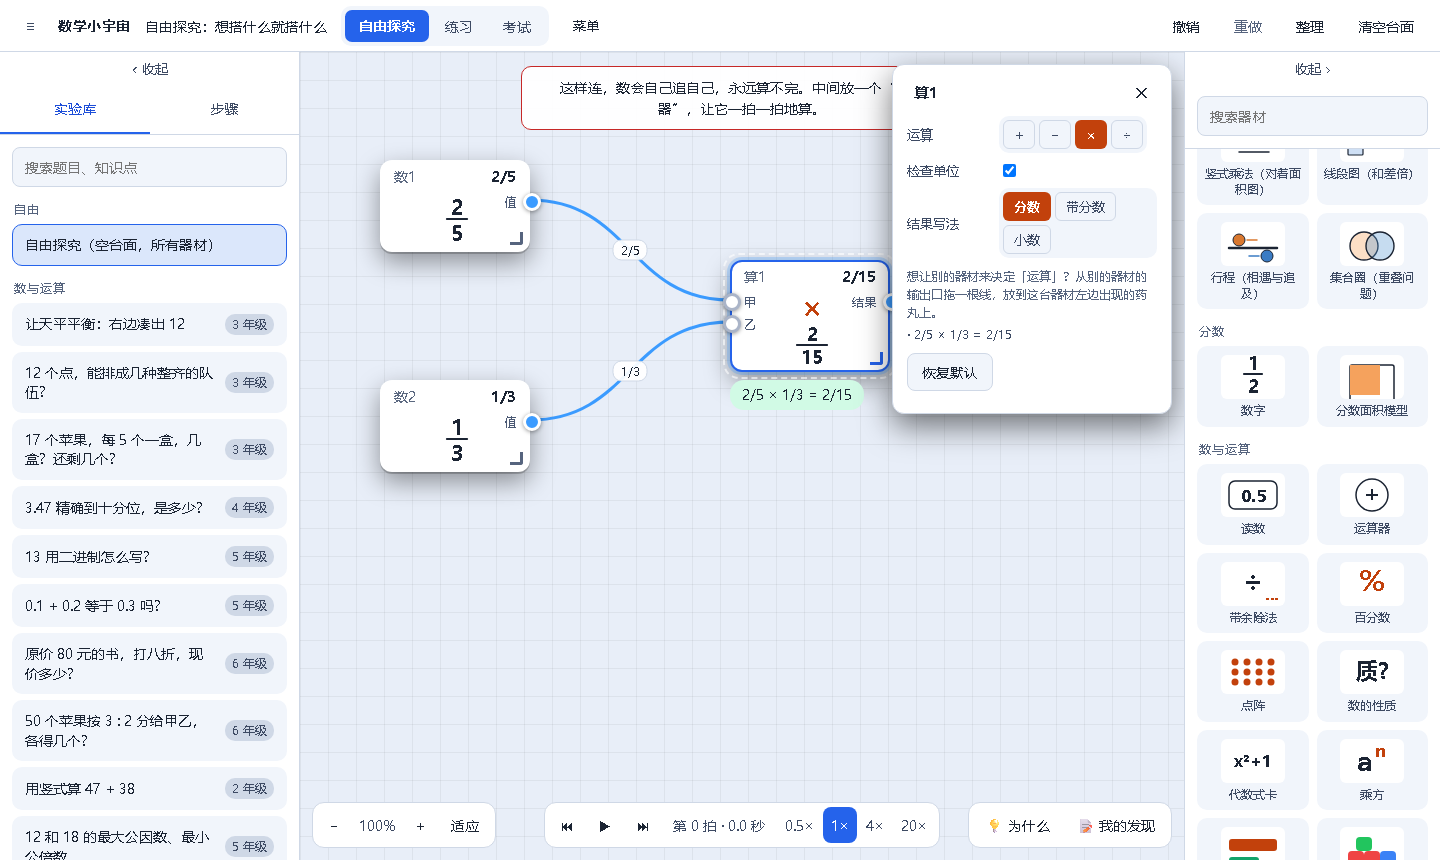 ≡ 数学小宇宙 自由探究：想搭什么就搭什么 自由探究 练习 考试 菜单 撤销 重做 整理 清空台面
‹ 收起
实验库 步骤
搜索题目、知识点
自由
自由探究（空台面，所有器材）
数与运算
让天平平衡：右边凑出 12 3 年级
12 个点，能排成几种整齐的队
伍？ 3 年级
17 个苹果，每 5 个一盒，几
盒？还剩几个？ 3 年级
3.47 精确到十分位，是多少？ 4 年级
13 用二进制怎么写？ 5 年级
0.1 + 0.2 等于 0.3 吗？ 5 年级
原价 80 元的书，打八折，现
价多少？ 6 年级
50 个苹果按 3 : 2 分给甲乙，
各得几个？ 6 年级
用竖式算 47 + 38 2 年级
12 和 18 的最大公因数、最小
公倍数 5 年级
这样连，数会自己追自己，永远算不完。中间放一个“
器”，让它一拍一拍地算。
数1 2/5
值
2
5
2/5
数2 1/3
值
1
3
1/3
算1 2/15
甲 结果
乙
×
2
15
2/5 × 1/3 = 2/15
算1 ✕
运算 + − × ÷
检查单位
结果写法 分数 带分数
小数
想让别的器材来决定「运算」？从别的器材的
输出口拖一根线，放到这台器材左边出现的药
丸上。
· 2/5 × 1/3 = 2/15
恢复默认
− 100% + 适应
⏮ ▶ ⏭ 第 0 拍 · 0.0 秒 0.5× 1× 4× 20×
为什么 我的发现
收起 ›
搜索器材
竖式乘法（对着面
积图）
线段图（和差倍）
行程（相遇与追
及）
集合圈（重叠问
题）
分数
1
2
数字
分数面积模型
数与运算
0.5
读数
+
运算器
÷ ...
带余除法
%
百分数
点阵
质?
数的性质
x²+1
代数式卡
aⁿ
乘方